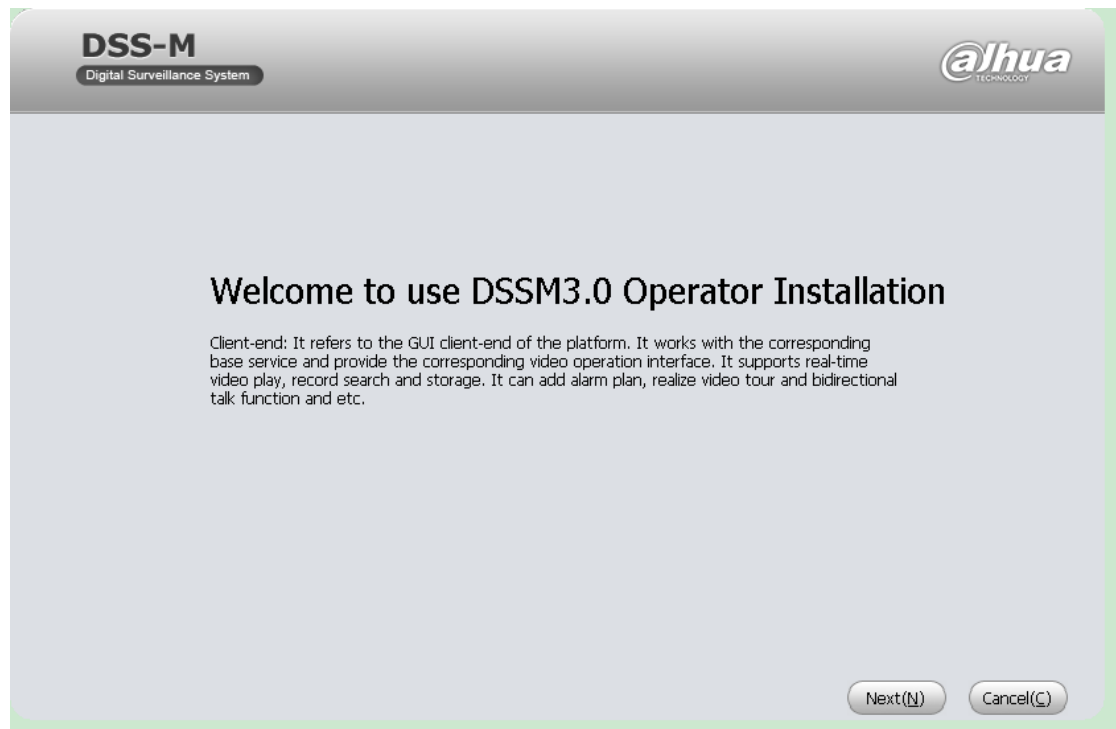 DSS-M
Digital Surveillance System
alhua
TECHNOLOGY
Welcome to use DSSM3.0 Operator Installation
Client-end: It refers to the GUI client-end of the platform. It works with the corresponding
base service and provide the corresponding video operation interface. It supports real-time
video play, record search and storage. It can add alarm plan, realize video tour and bidirectional
talk function and etc.
Next(N)
Cancel(C)